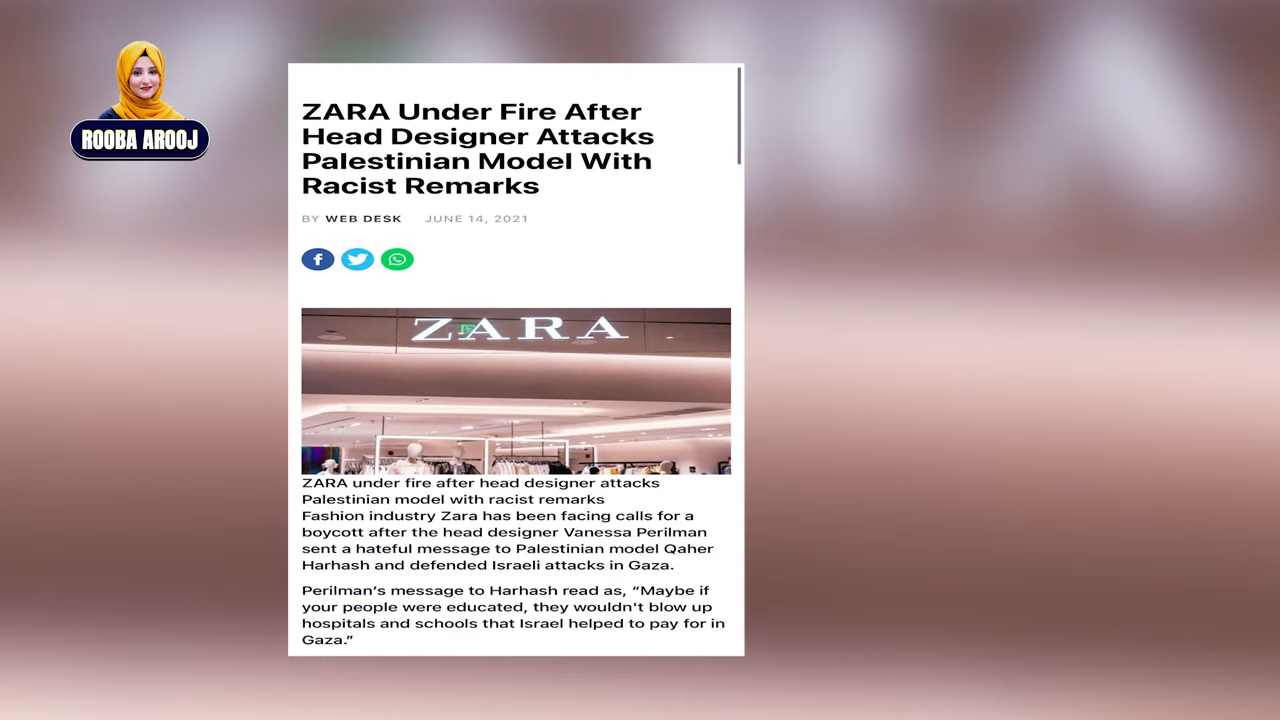 ROOBA AROOJ
ZARA Under Fire After
Head Designer Attacks
Palestinian Model With
Racist Remarks
BY WEB DESK JUNE 14, 2021
ZARA
ZARA under fire after head designer attacks
Palestinian model with racist remarks
Fashion industry Zara has been facing calls for a
boycott after the head designer Vanessa Perilman
sent a hateful message to Palestinian model Qaher
Harhash and defended Israeli attacks in Gaza.
Perilman’s message to Harhash read as, “Maybe if
your people were educated, they wouldn't blow up
hospitals and schools that Israel helped to pay for in
Gaza.”